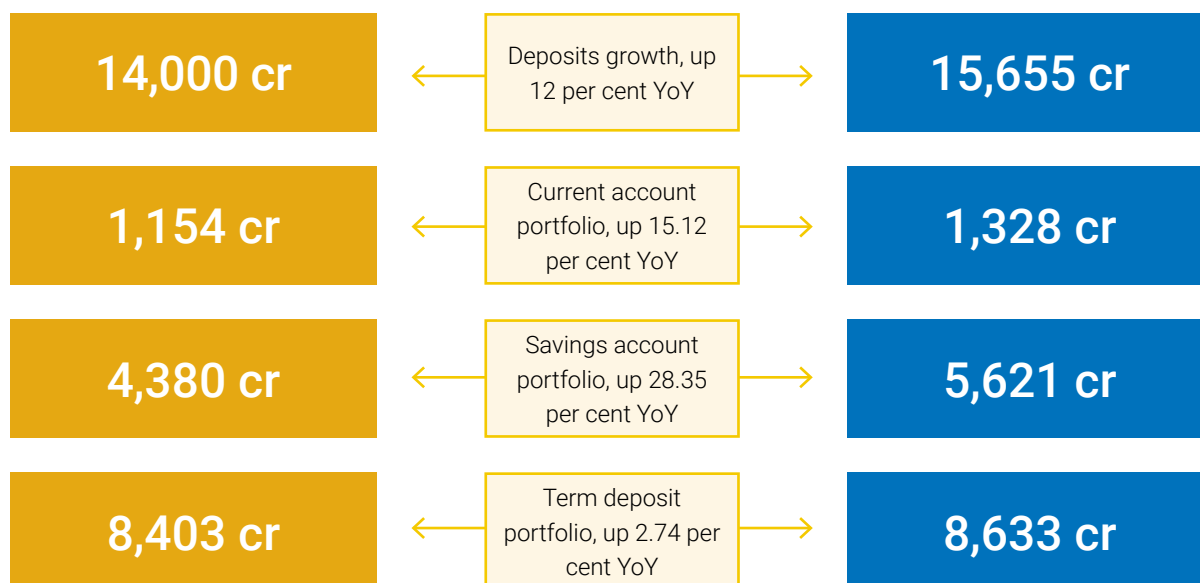 14,000 cr
Deposits growth, up
12 per cent YoY
15,655 cr
1,154 cr
Current account
portfolio, up 15.12
per cent YoY
1,328 cr
4,380 cr
Savings account
portfolio, up 28.35
per cent YoY
5,621 cr
8,403 cr
Term deposit
portfolio, up 2.74 per
cent YoY
8,633 cr